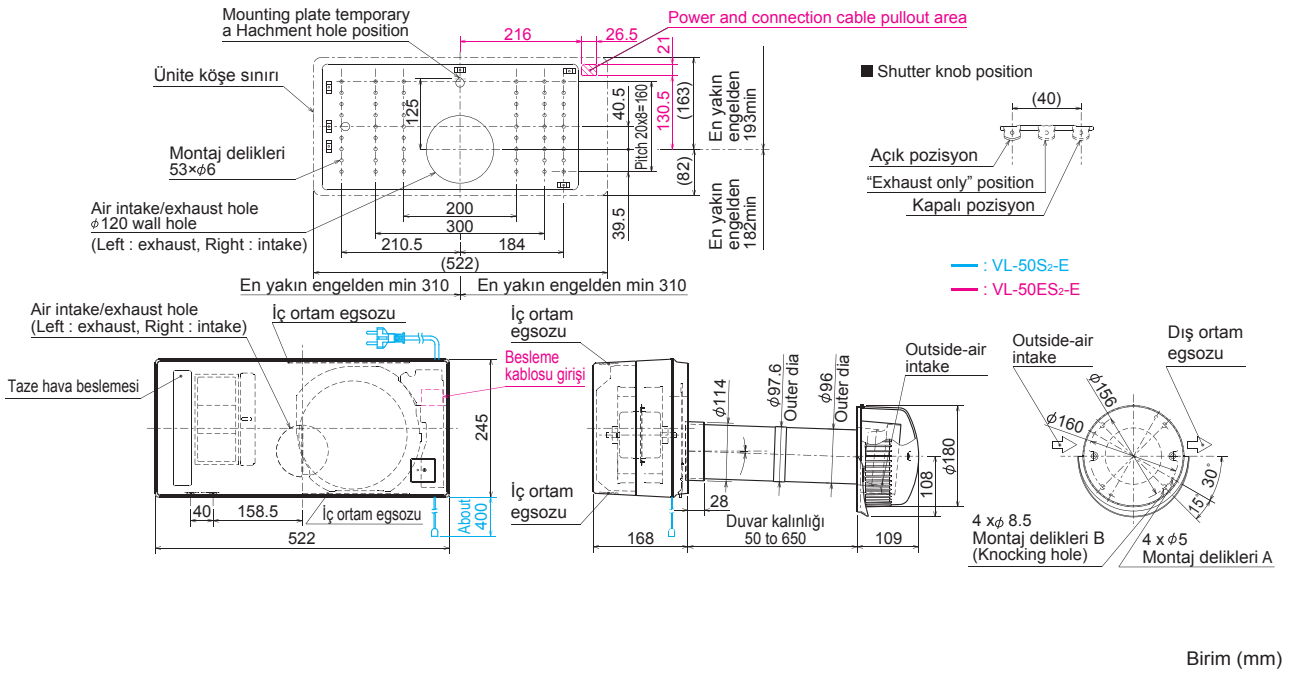 Mounting plate temporary
a Hachment hole position
Power and connection cable pullout area
216
26.5
21
Ünite köşe sınırı
125
40.5
Pitch 20x8=160
130.5
(163)
En yakın
engelden
193min
Montaj delikleri
53×φ6
(82)
Air intake/exhaust hole
φ120 wall hole
(Left : exhaust, Right : intake)
200
300
210.5
184
39.5
En yakın
engelden
182min
(522)
En yakın engelden min 310
En yakın engelden min 310
■ Shutter knob position
(40)
Açık pozisyon
“Exhaust only” position
Kapalı pozisyon
: VL-50S2-E
: VL-50ES2-E
Air intake/exhaust hole
(Left : exhaust, Right : intake)
İç ortam egsozu
Taze hava beslemesi
Besleme
kablosu girişi
245
40
158.5
İç ortam egsozu
About
400
522
İç ortam
egsozu
φ114
φ97.6
Outer dia
φ96
Outer dia
Outside-air
intake
φ180
108
İç ortam
egsozu
28
168
Duvar kalınlığı
50 to 650
109
Outside-air
intake
Dış ortam
egsozu
φ156
φ160
30°
15
4 xφ 8.5
Montaj delikleri B
(Knocking hole)
4 x φ5
Montaj delikleri A
Birim (mm)